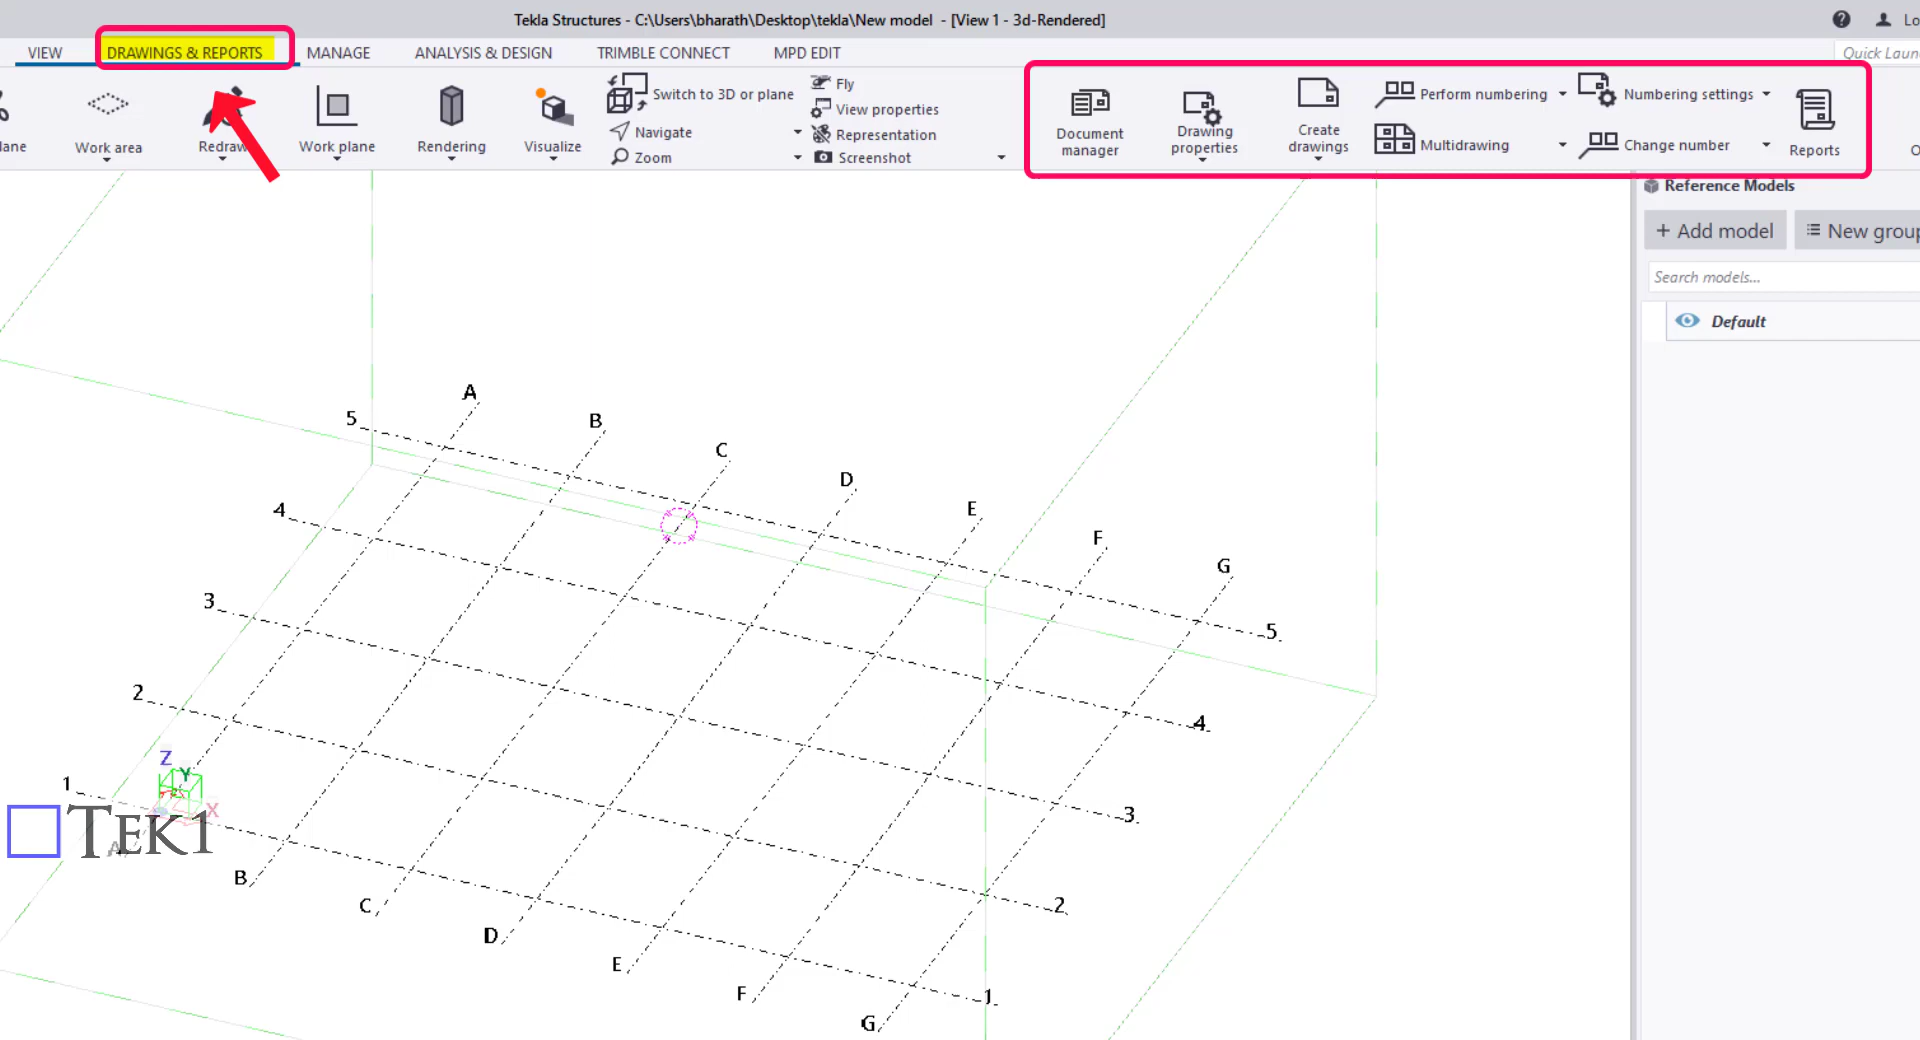 Tekla Structures - C:\Users\bharath\Desktop\tekla\New model - [View 1 - 3d-Rendered]
Lo
VIEW
DRAWINGS & REPORTS
MANAGE
ANALYSIS & DESIGN
TRIMBLE CONNECT
MPD EDIT
Quick Laun
lane
Work area
Redraw
Work plane
Rendering
Visualize
Switch to 3D or plane
Navigate
Zoom
Fly
View properties
Representation
Screenshot
Document
manager
Drawing
properties
Create
drawings
Perform numbering
Multidrawing
Numbering settings
Change number
Reports
O
Reference Models
+ Add model
New group
Search models...
Default
A
B
C
D
E
F
G
5
4
3
2
1
5
4
3
2
1
Z
Y
X
TEK1
A
B
C
D
E
F
G